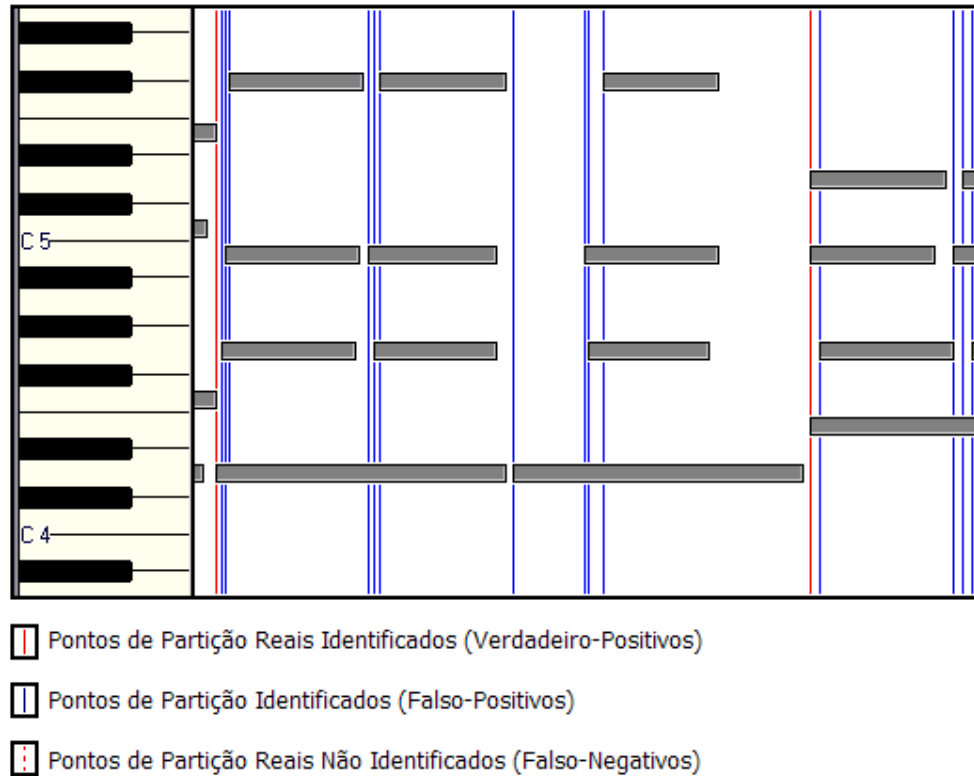 C 5
C 4
Pontos de Partição Reais Identificados (Verdadeiro-Positivos)
Pontos de Partição Identificados (Falso-Positivos)
Pontos de Partição Reais Não Identificados (Falso-Negativos)